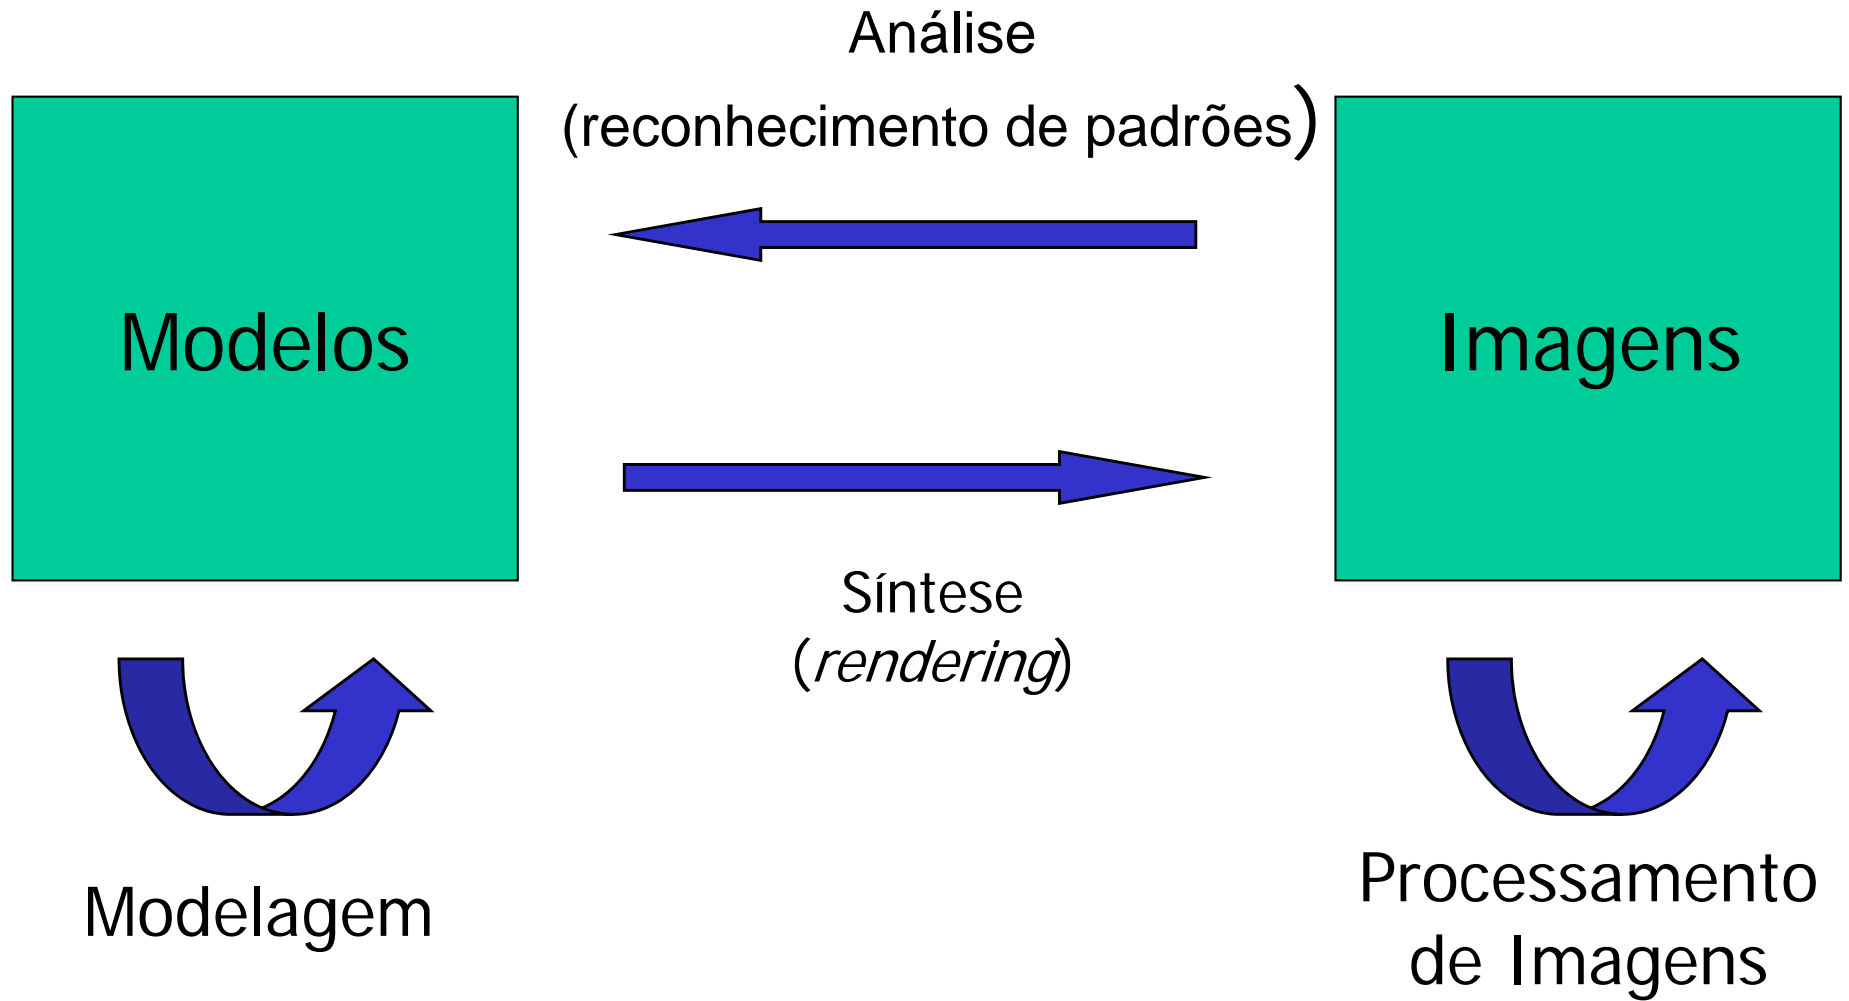 Análise
(reconhecimento de padrões)
Modelos
Imagens
Síntese
(rendering)
Modelagem
Processamento
de Imagens